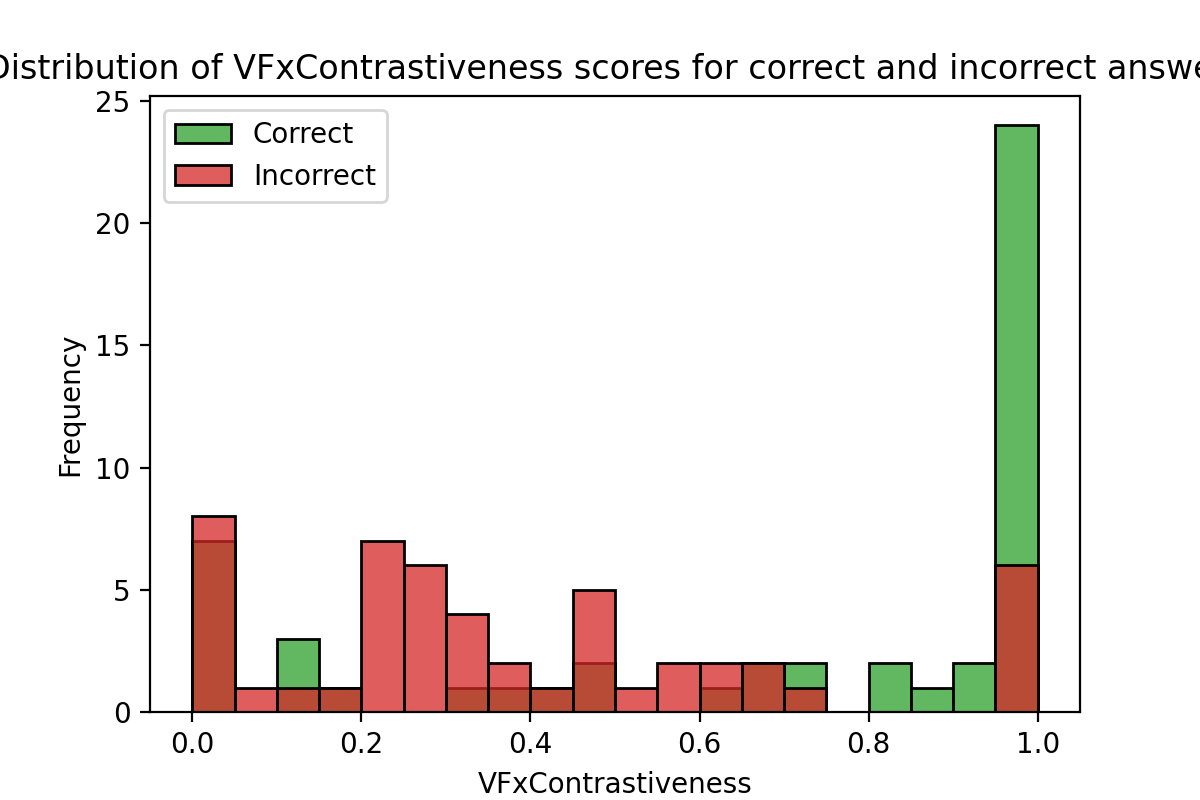 Distribution of VFxContrastiveness scores for correct and incorrect answe
25
Correct
Incorrect
20
15
10
5
0
Frequency
0.0 0.2 0.4 0.6 0.8 1.0
VFxContrastiveness